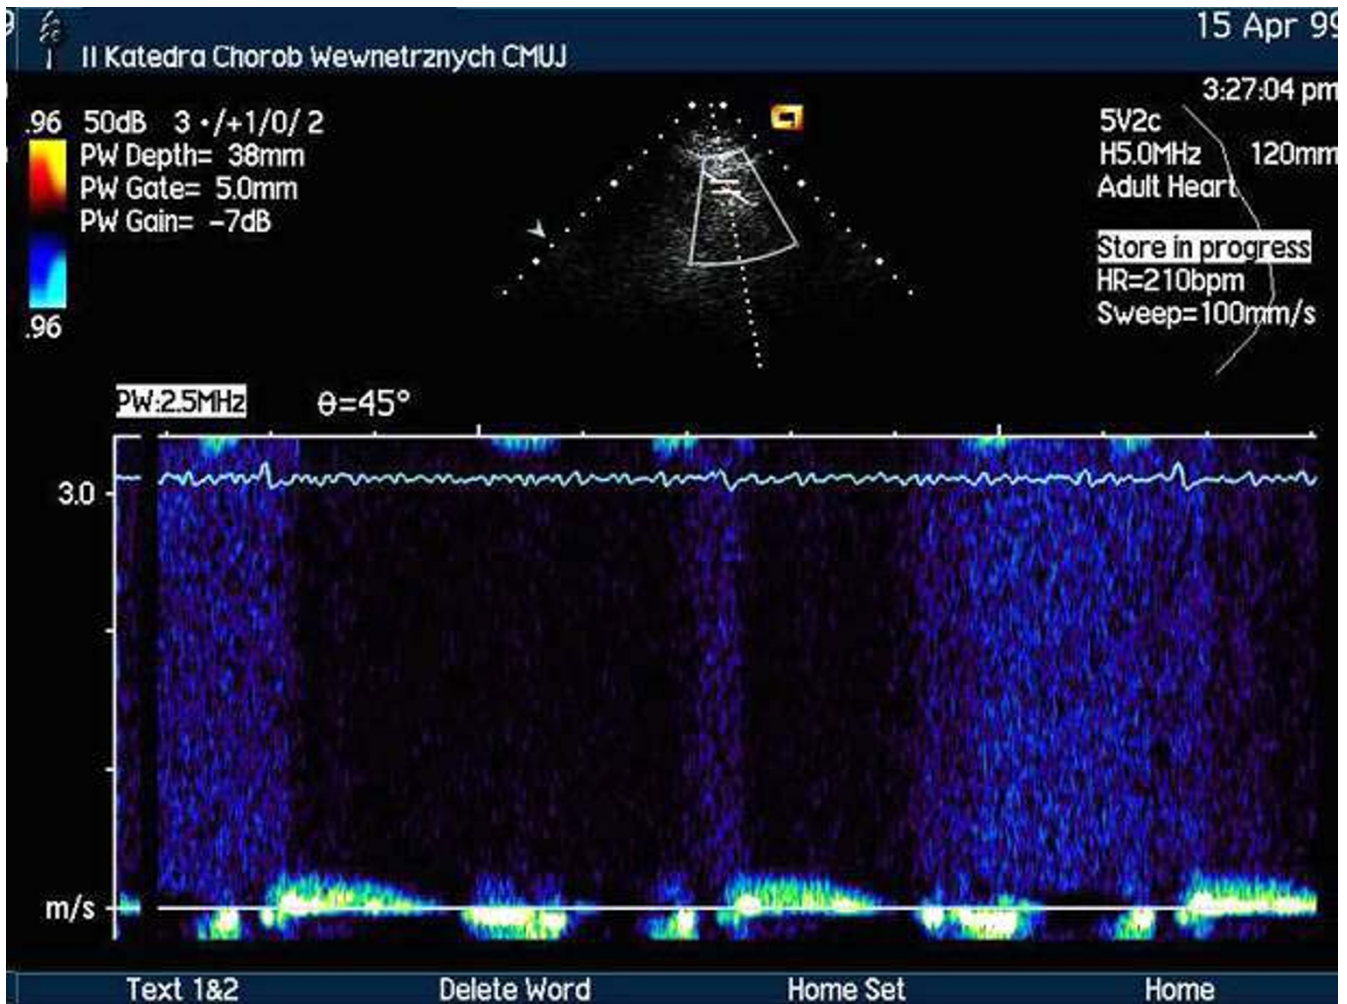 15 Apr 99
II Katedra Chorob Wewnetrznych CMUJ
3:27:04 pm
.96 50dB 3 •/+1/0/ 2
PW Depth= 38mm
PW Gate= 5.0mm
PW Gain= -7dB
.96
5V2c
H5.0MHz 120mm
Adult Heart
Store in progress
HR=210bpm
Sweep=100mm/s
PW:2.5MHz θ=45°
3.0
m/s
Text 1&2 Delete Word Home Set Home